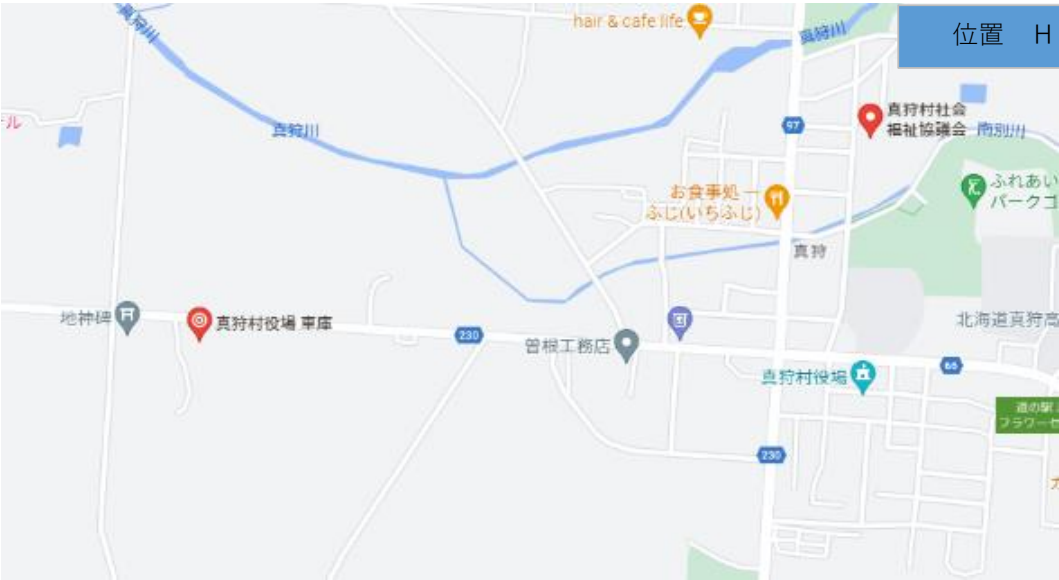 位置 H
hair & cafe life
真狩川
真狩川
真狩川
ール
97
真狩村社会
福祉協議会
南別川
お食事処 一
ふじ(いちふじ)
ふれあい
パークゴ
真狩
地神碑
真狩村役場 車庫
230
曽根工務店
北海道真狩高
真狩村役場
66
道の駅
フラワーセ
230